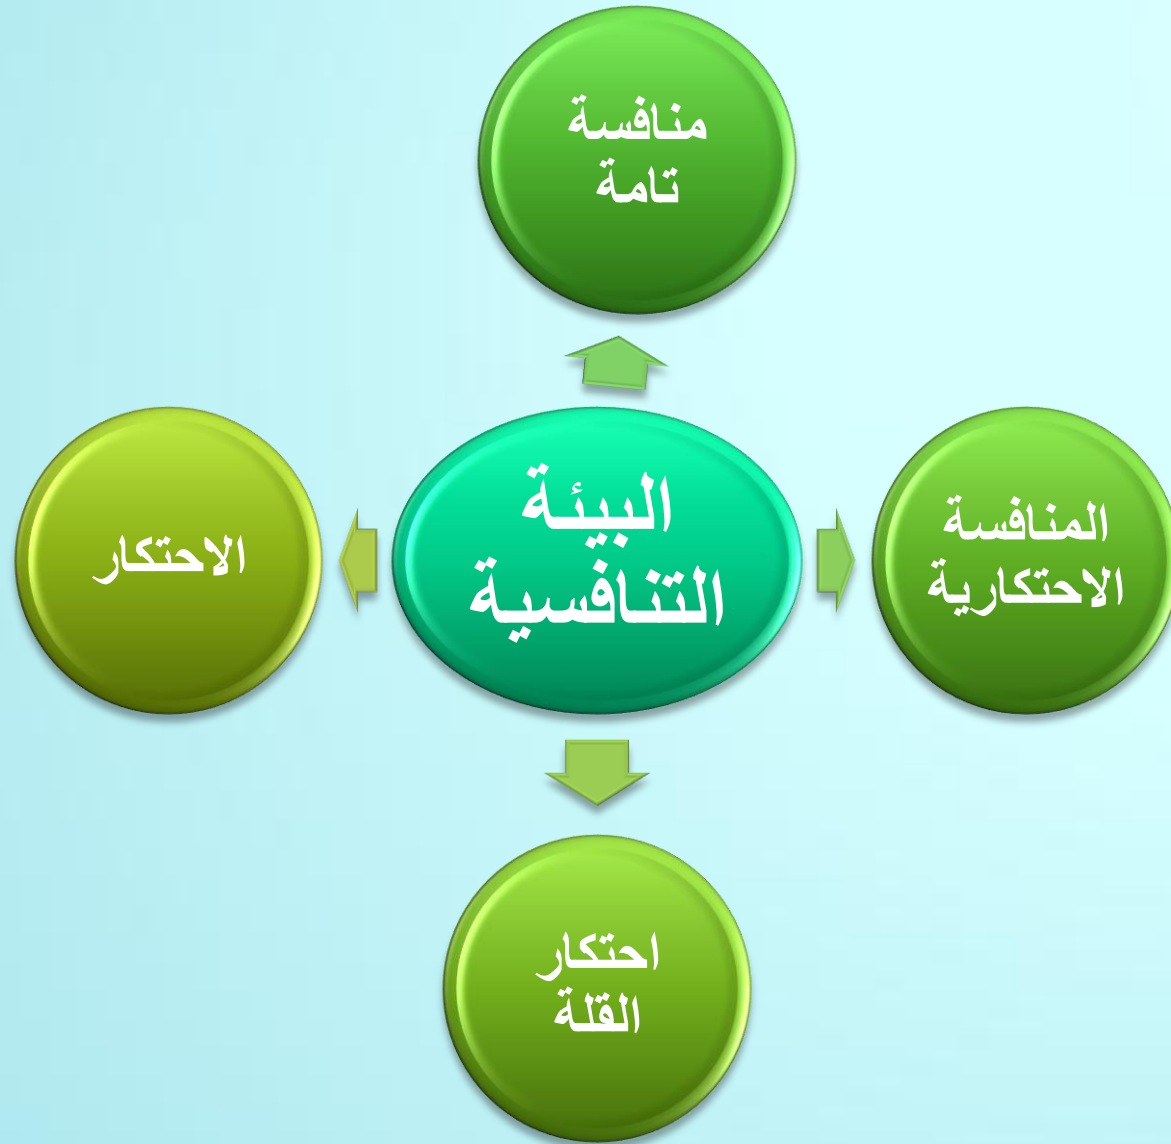 منافسة
تامة
البيئة
التنافسية
المنافسة
الاحتكارية
الاحتكار
احتكار
القلة